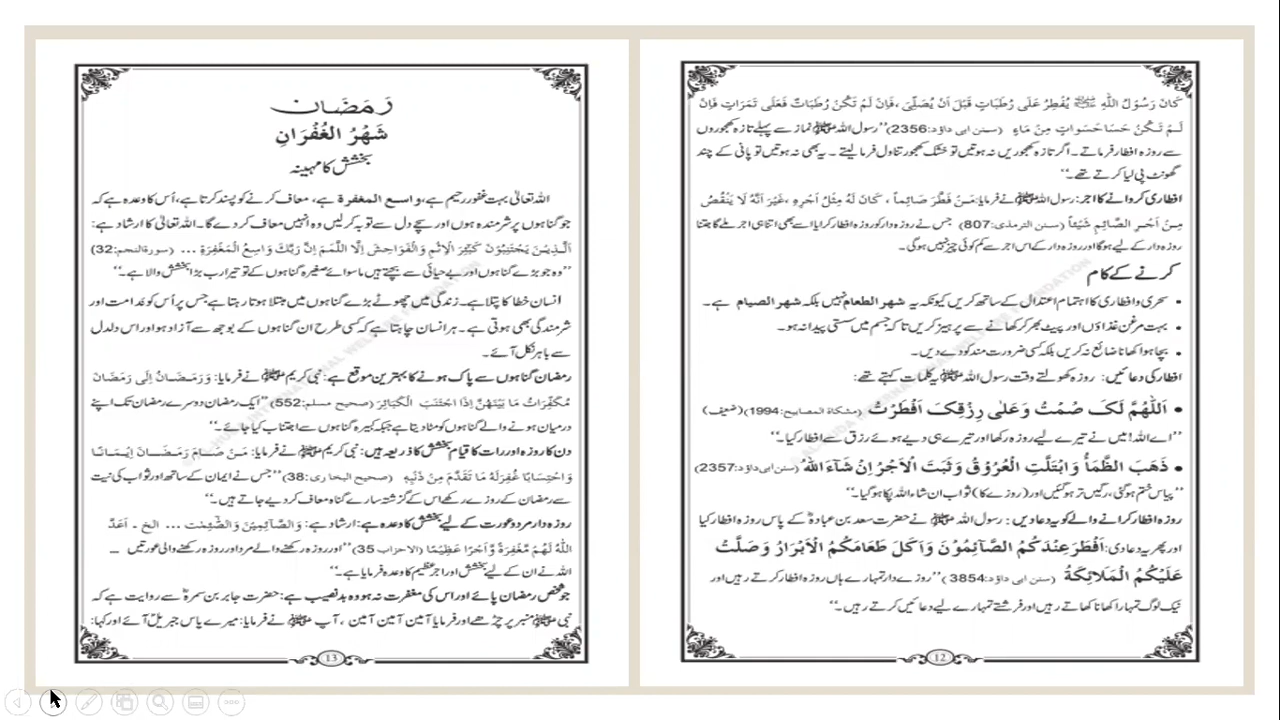 کَانَ رَسُوْلُ اللّٰہِ ﷺ یُفْطِرُ عَلٰی رُطَبَاتٍ قَبْلَ اَنْ یُصَلِّیَ، فَاِنْ لَمْ تَکُنْ رُطَبَاتٌ فَعَلٰی تَمَرَاتٍ فَاِنْ
لَمْ تَکُنْ حَسَا حَسَوَاتٍ مِنْ مَاءٍ (سنن ابی داؤد:2356) ’’رسول اللہ ﷺ نماز سے پہلے تازہ کھجوروں
سے روزہ افطار فرماتے۔ اگر تازہ کھجوریں نہ ہوتیں تو خشک کھجور تناول فرما لیتے۔ یہ بھی نہ ہوتیں تو پانی کے چند
گھونٹ پی لیا کرتے تھے۔‘‘
افطاری کروانے کا اجر: رسول اللہ ﷺ نے فرمایا: مَنْ فَطَّرَ صَائِماً ، کَانَ لَہُ مِثْلُ اَجْرِہِ ،غَیْرَ اَنَّہُ لَا یَنْقُصُ
مِنْ اَجْرِ الصَّائِمِ شَیْئاً (سنن الترمذی:807) جس نے روزہ دار کو روزہ افطار کرایا اسے بھی اتنا ہی اجر ملے گا جتنا
روزہ دار کے لیے ہوگا اور روزہ دار کے اس اجر سے کم کوئی چیز نہیں ہوگی۔
کرنے کے کام
• سحری و افطاری کا اہتمام اعتدال کے ساتھ کریں کیونکہ یہ شھر الطعام نہیں بلکہ شھر الصیام ہے۔
• بہت مرغن غذاؤں اور پیٹ بھر کر کھانے سے پرہیز کریں تاکہ جسم میں سستی پیدا نہ ہو۔
• بچا ہوا کھانا ضائع نہ کریں بلکہ کسی ضرورت مند کو دے دیں۔
افطار کی دعائیں: روزہ کھولتے وقت رسول اللہ ﷺ یہ کلمات کہتے تھے:
• اَللّٰھُمَّ لَکَ صُمْتُ وَعَلٰی رِزْقِکَ اَفْطَرْتُ (مشکاۃ المصابیح:1994)(ضعیف)
’’اے اللہ! میں نے تیرے لیے روزہ رکھا اور تیرے ہی دیے ہوئے رزق سے افطار کیا۔‘‘
• ذَھَبَ الظَّمَأُ وَابْتَلَّتِ الْعُرُوْقُ وَثَبَتَ الْاَجْرُ اِنْ شَآءَ اللّٰہُ (سنن ابی داؤد:2357)
’’پیاس ختم ہوگئی، رگیں تر ہوگئیں اور (روزے کا) ثواب ان شاء اللہ پکا ہوگیا۔‘‘
روزہ افطار کرانے والے کو یہ دعا دیں: رسول اللہ ﷺ نے حضرت سعد بن عبادہؓ کے پاس روزہ افطار کیا
اور پھر یہ دعا دی: اَفْطَرَ عِنْدَکُمُ الصَّآئِمُوْنَ وَاَکَلَ طَعَامَکُمُ الْاَبْرَارُ وَصَلَّتْ
عَلَیْکُمُ الْمَلَائِکَۃُ (سنن ابی داؤد:3854) ’’روزے دار تمہارے ہاں روزہ افطار کرتے رہیں اور
نیک لوگ تمہارا کھانا کھاتے رہیں اور فرشتے تمہارے لیے دعائیں کرتے رہیں۔‘‘
12
رَمَضَان
شَھْرُ الْغُفْرَانِ
بخشش کا مہینہ
اللہ تعالیٰ بہت غفور رحیم ہے، واسع المغفرۃ ہے، معاف کرنے کو پسند کرتا ہے، اُس کا وعدہ ہے کہ
جو گناہوں پر شرمندہ ہوں اور سچے دل سے توبہ کرلیں وہ انہیں معاف کر دے گا۔ اللہ تعالیٰ کا ارشاد ہے:
اَلَّذِیْنَ یَجْتَنِبُوْنَ کَبٰٓئِرَ الْاِثْمِ وَالْفَوَاحِشَ اِلَّا اللَّمَمَ اِنَّ رَبَّکَ وَاسِعُ الْمَغْفِرَۃِ ... (سورۃ النجم:32)
’’وہ جو بڑے گناہوں اور بے حیائی سے بچتے ہیں ماسوائے صغیرہ گناہوں کے تو تیرا رب بڑا بخشش والا ہے۔‘‘
انسان خطا کا پتلا ہے۔ زندگی میں چھوٹے بڑے گناہوں میں مبتلا ہوتا رہتا ہے جس پر اُس کو ندامت اور
شرمندگی بھی ہوتی ہے۔ ہر انسان چاہتا ہے کہ کسی طرح ان گناہوں کے بوجھ سے آزاد ہو اور اس دلدل
سے باہر نکل آئے۔
رمضان گناہوں سے پاک ہونے کا بہترین موقع ہے: نبی کریم ﷺ نے فرمایا: وَرَمَضَانُ اِلٰی رَمَضَانَ
مُکَفِّرَاتٌ مَا بَیْنَھُنَّ اِذَا اجْتَنَبَ الْکَبَائِرَ (صحیح مسلم:552) ’’ایک رمضان دوسرے رمضان تک اپنے
درمیان ہونے والے گناہوں کو مٹا دیتا ہے جبکہ کبیرہ گناہوں سے اجتناب کیا جائے۔‘‘
دن کا روزہ اور رات کا قیام بخشش کا ذریعہ ہیں: نبی کریم ﷺ نے فرمایا: مَنْ صَامَ رَمَضَانَ اِیْمَانًا
وَاحْتِسَابًا غُفِرَ لَہُ مَا تَقَدَّمَ مِنْ ذَنْبِہِ (صحیح البخاری:38) ’’جس نے ایمان کے ساتھ اور ثواب کی نیت
سے رمضان کے روزے رکھے اس کے گزشتہ سارے گناہ معاف کر دیے جاتے ہیں۔‘‘
روزہ دار مرد و عورت کے لیے بخشش کا وعدہ ہے: ارشاد ہے: وَالصَّآئِمِیْنَ وَالصّٰٓئِمٰتِ ... الخ ۔ اَعَدَّ
اللّٰہُ لَھُمْ مَّغْفِرَۃً وَّاَجْرًا عَظِیْمًا (الاحزاب 35) ’’اور روزہ رکھنے والے مرد اور روزہ رکھنے والی عورتیں ...
اللہ نے ان کے لیے بخشش اور اجر عظیم کا وعدہ فرمایا ہے۔‘‘
جو شخص رمضان پائے اور اس کی مغفرت نہ ہو وہ بد نصیب ہے: حضرت جابر بن سمرہؓ سے روایت ہے کہ
نبی ﷺ منبر پر چڑھے اور فرمایا آمین آمین آمین ، آپ ﷺ نے فرمایا: میرے پاس جبریلؑ آئے اور کہا:
13